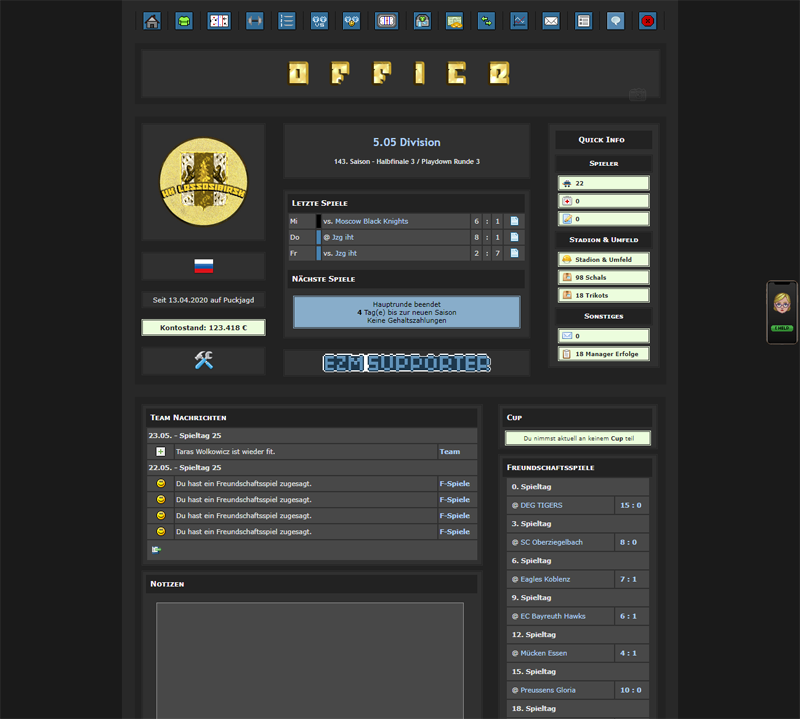 OFFICE
HK LESSOSIBIRSK
5.05 Division
143. Saison - Halbfinale 3 / Playdown Runde 3
Letzte Spiele
Mi vs. Moscow Black Knights 6 : 1
Do @ Jzg iht 8 : 1
Fr vs. Jzg iht 2 : 7
Nächste Spiele
Hauptrunde beendet
4 Tag(e) bis zur neuen Saison
Keine Gehaltszahlungen
EZM SUPPORTER
Seit 13.04.2020 auf Puckjagd
Kontostand: 123.418 €
Quick Info
Spieler
22
0
0
Stadion & Umfeld
Stadion & Umfeld
98 Schals
18 Trikots
Sonstiges
0
18 Manager Erfolge
CHILD
Team Nachrichten
23.05. - Spieltag 25
Taras Wolkowicz ist wieder fit. Team
22.05. - Spieltag 25
Du hast ein Freundschaftsspiel zugesagt. F-Spiele
Du hast ein Freundschaftsspiel zugesagt. F-Spiele
Du hast ein Freundschaftsspiel zugesagt. F-Spiele
Du hast ein Freundschaftsspiel zugesagt. F-Spiele
Notizen
Cup
Du nimmst aktuell an keinem Cup teil
Freundschaftsspiele
0. Spieltag
@ DEG TIGERS 15 : 0
3. Spieltag
@ SC Oberziegelbach 8 : 0
6. Spieltag
@ Eagles Koblenz 7 : 1
9. Spieltag
@ EC Bayreuth Hawks 6 : 1
12. Spieltag
@ Mücken Essen 4 : 1
15. Spieltag
@ Preussens Gloria 10 : 0
18. Spieltag